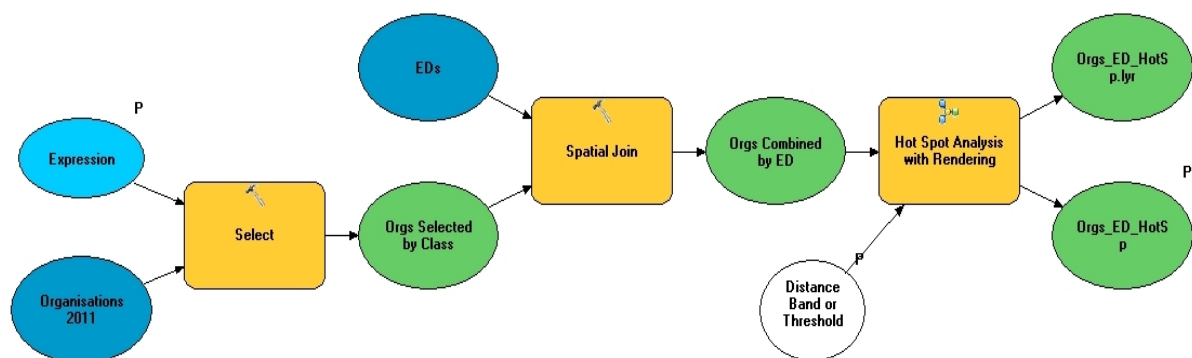 P
Expression
Organisations
2011
Select
EDs
Orgs Selected
by Class
Spatial Join
Orgs Combined
by ED
Hot Spot Analysis
with Rendering
P
Distance
Band or
Threshold
Orgs_ED_HotS
p.lyr
P
Orgs_ED_HotS
p